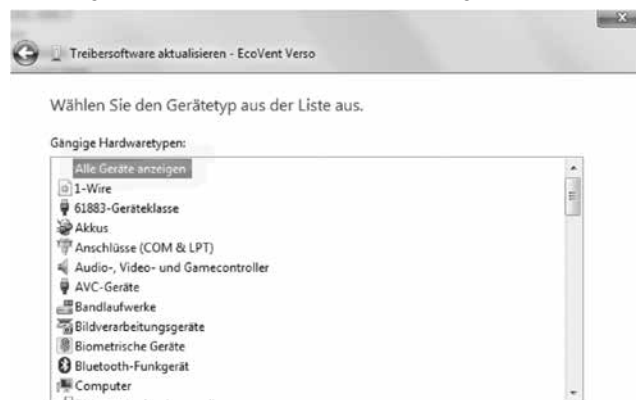 Treibersoftware aktualisieren - EcoVent Verso
Wählen Sie den Gerätetyp aus der Liste aus.
Gängige Hardwaretypen:
Alle Geräte anzeigen
1-Wire
61883-Geräteklasse
Akkus
Anschlüsse (COM & LPT)
Audio-, Video- und Gamecontroller
AVC-Geräte
Bandlaufwerke
Bildverarbeitungsgeräte
Biometrische Geräte
Bluetooth-Funkgerät
Computer